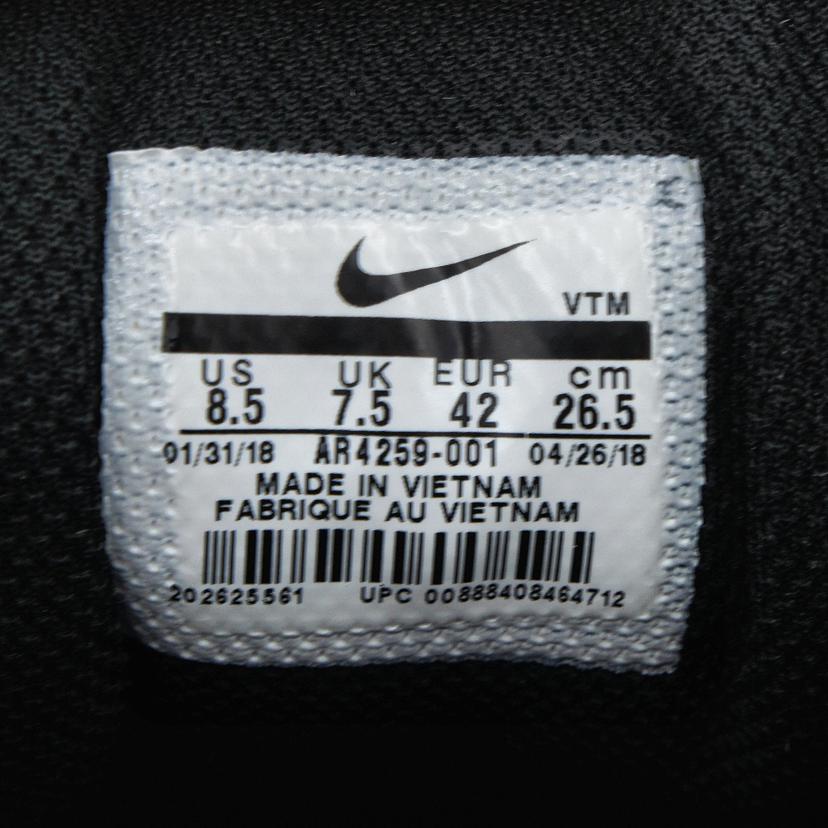 VTM
US UK EUR cm
8.5 7.5 42 26.5
01/31/18 AR4259-001 04/26/18
MADE IN VIETNAM
FABRIQUE AU VIETNAM
202625561 UPC 00888408464712